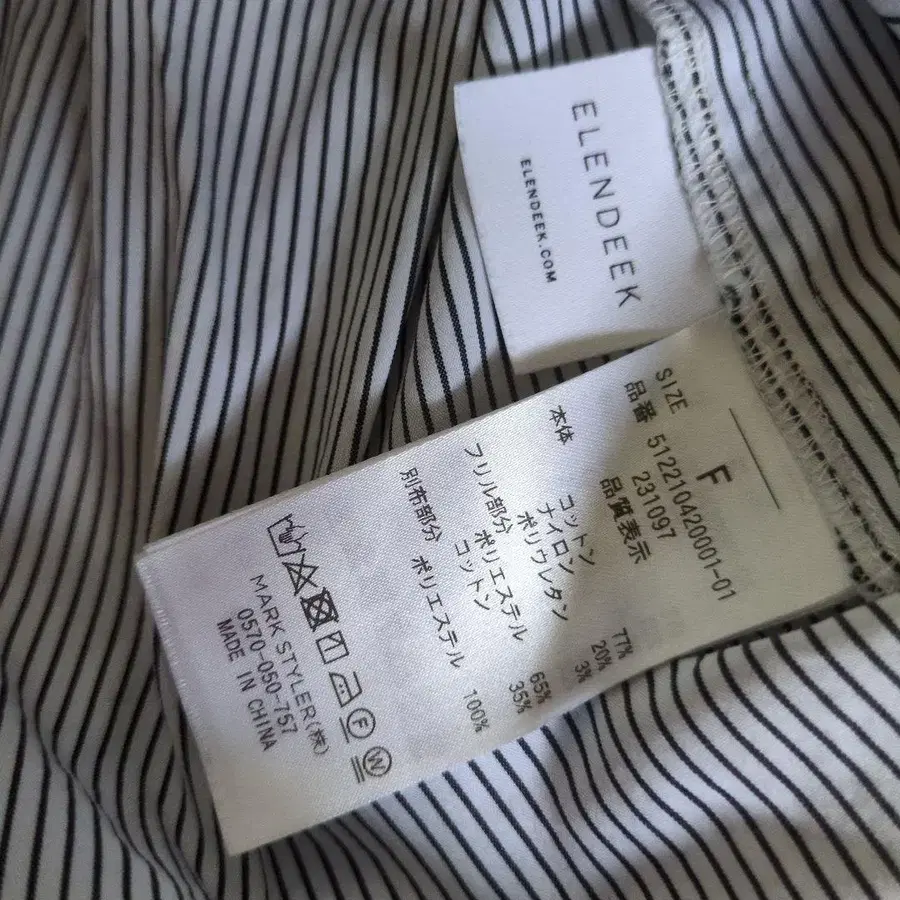 ELENDEEK
ELENDEEK.COM
SIZE F
品番 512210420001-01
231097
品質表示
本体 コットン 77%
ナイロン 20%
ポリウレタン 3%
フリル部分 ポリエステル 65%
コットン 35%
別布部分 ポリエステル 100%
F
W
MARK STYLER(株)
0570-050-757
MADE IN CHINA